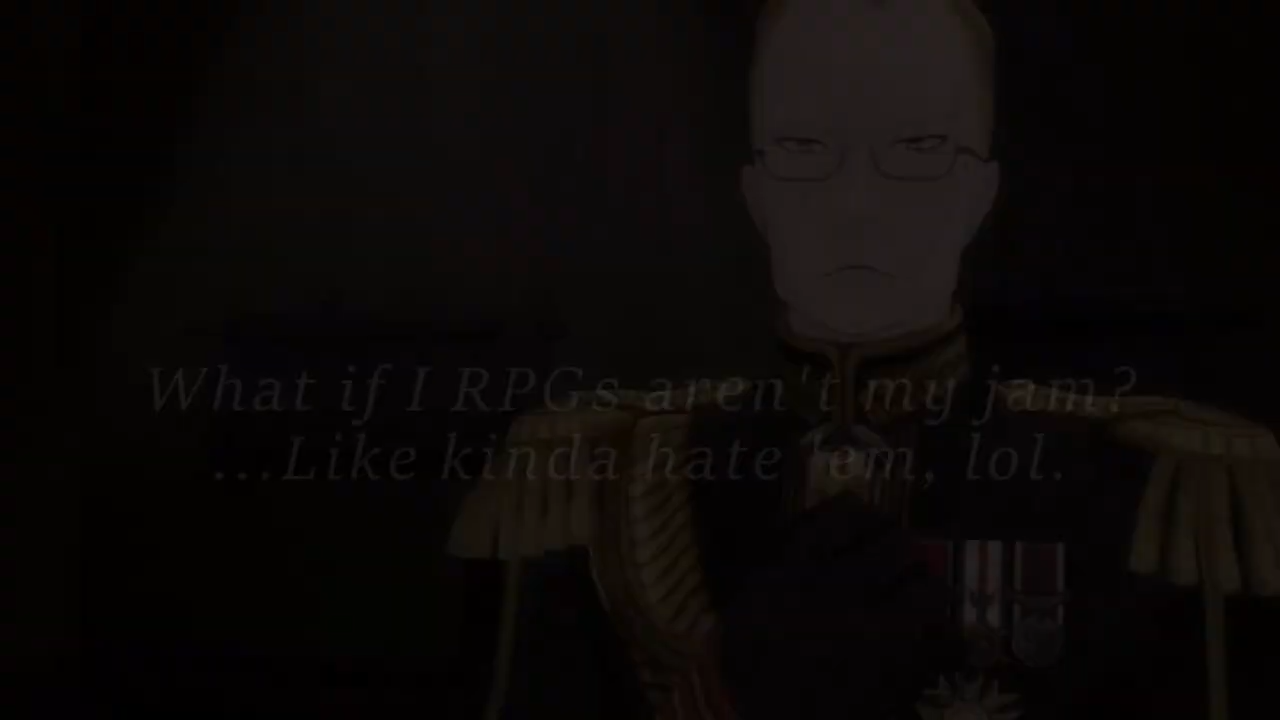 What if I RPGs aren't my jam?
...Like kinda hate 'em, lol.